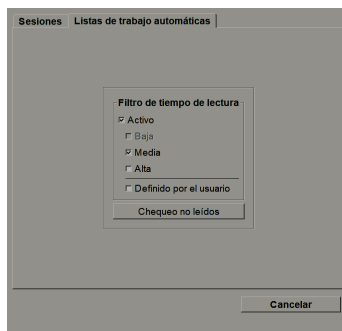 Sesiones Listas de trabajo automáticas
Filtro de tiempo de lectura
Activo
Baja
Media
Alta
Definido por el usuario
Chequeo no leídos
Cancelar